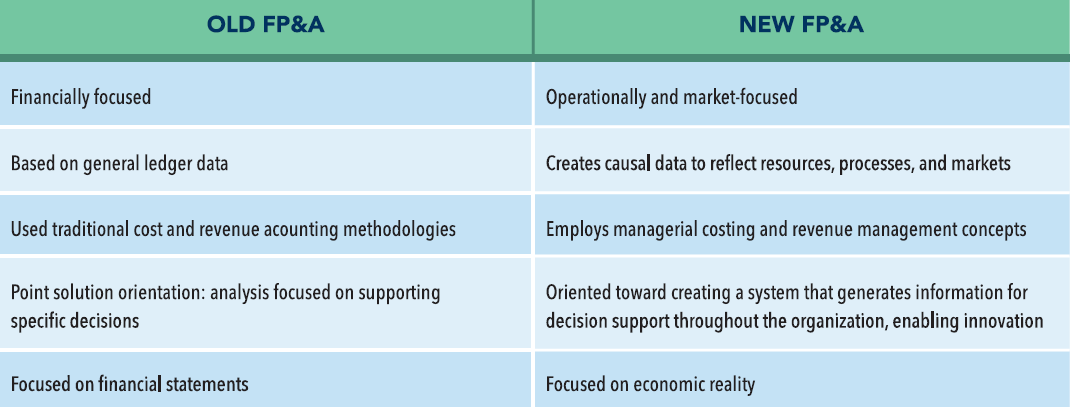 OLD FP&A
NEW FP&A
Financially focused
Operationally and market-focused
Based on general ledger data
Creates causal data to reflect resources, processes, and markets
Used traditional cost and revenue acounting methodologies
Employs managerial costing and revenue management concepts
Point solution orientation: analysis focused on supporting
specific decisions
Oriented toward creating a system that generates information for
decision support throughout the organization, enabling innovation
Focused on financial statements
Focused on economic reality